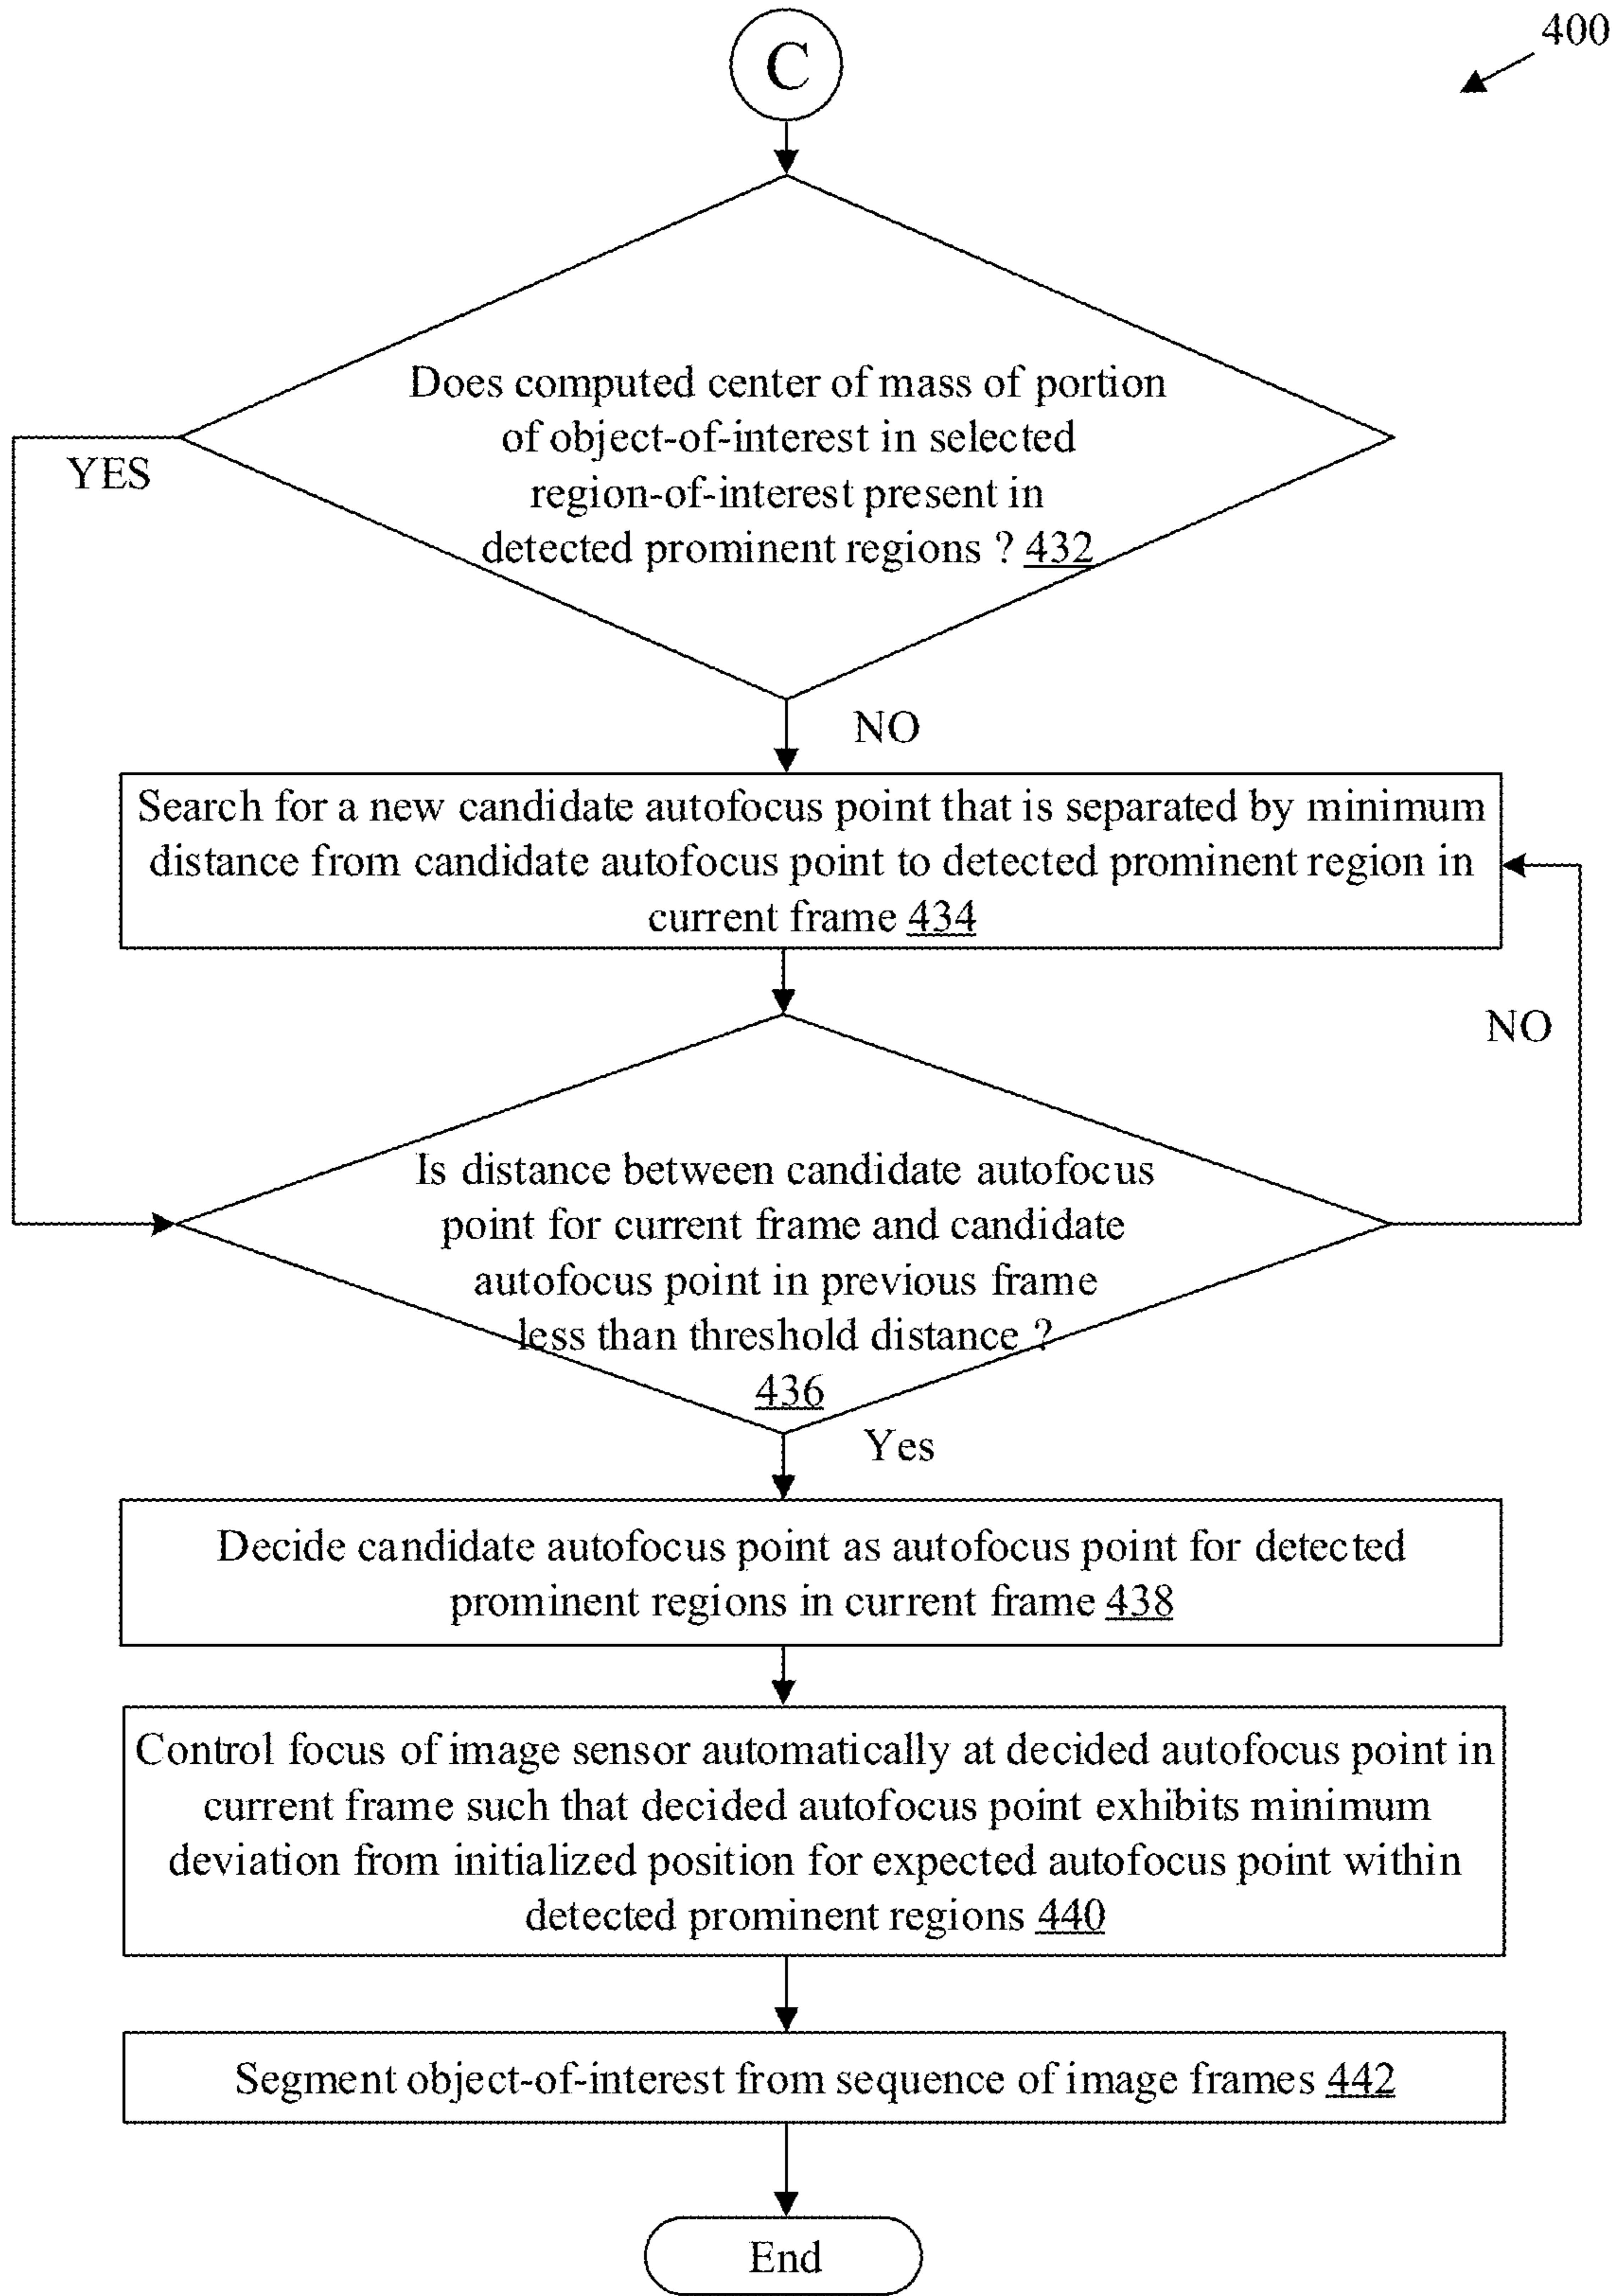 400
C
Does computed center of mass of portion
of object-of-interest in selected
region-of-interest present in
detected prominent regions ? 432
YES
NO
Search for a new candidate autofocus point that is separated by minimum
distance from candidate autofocus point to detected prominent region in
current frame 434
NO
Is distance between candidate autofocus
point for current frame and candidate
autofocus point in previous frame
less than threshold distance ?
436
Yes
Decide candidate autofocus point as autofocus point for detected
prominent regions in current frame 438
Control focus of image sensor automatically at decided autofocus point in
current frame such that decided autofocus point exhibits minimum
deviation from initialized position for expected autofocus point within
detected prominent regions 440
Segment object-of-interest from sequence of image frames 442
End